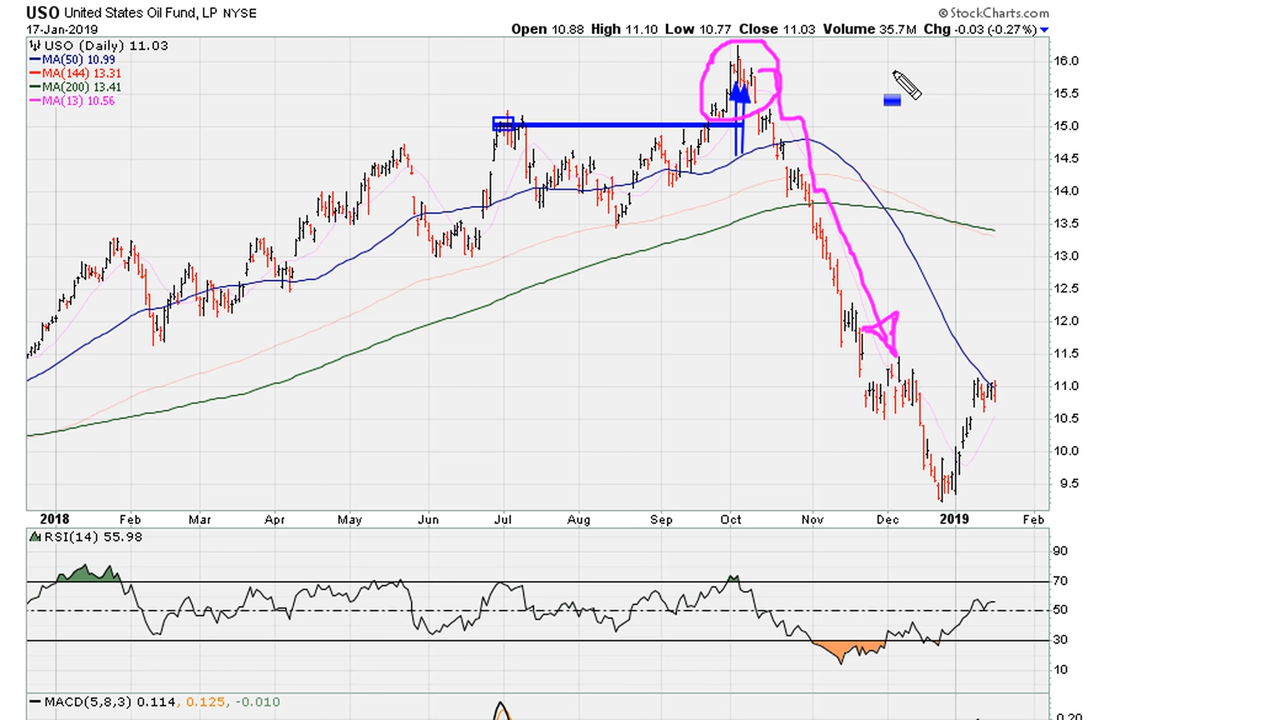 USO United States Oil Fund, LP NYSE
© StockCharts.com
17-Jan-2019
Open 10.88 High 11.10 Low 10.77 Close 11.03 Volume 35.7M Chg -0.03 (-0.27%)
USO (Daily) 11.03
MA(50) 10.99
MA(144) 13.31
MA(200) 13.41
MA(13) 10.56
16.0
15.5
15.0
14.5
14.0
13.5
13.0
12.5
12.0
11.5
11.0
10.5
10.0
9.5
2018 Feb Mar Apr May Jun Jul Aug Sep Oct Nov Dec 2019 Feb
RSI(14) 55.98
90
70
50
30
10
MACD(5,8,3) 0.114, 0.125, -0.010
0.20